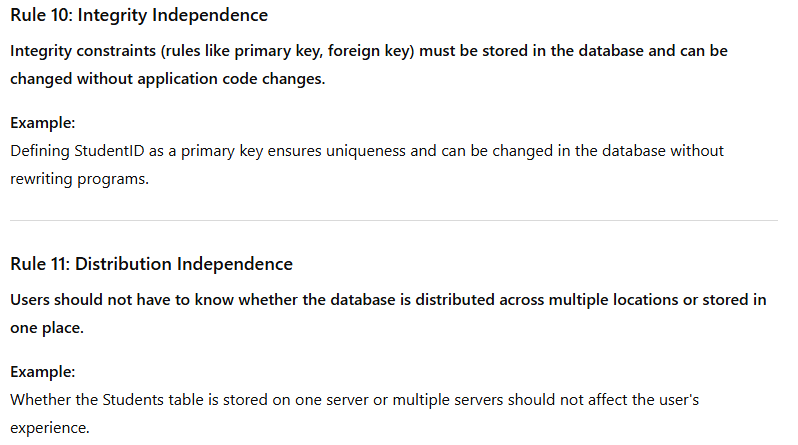 Rule 10: Integrity Independence
Integrity constraints (rules like primary key, foreign key) must be stored in the database and can be
changed without application code changes.
Example:
Defining StudentID as a primary key ensures uniqueness and can be changed in the database without
rewriting programs.
Rule 11: Distribution Independence
Users should not have to know whether the database is distributed across multiple locations or stored in
one place.
Example:
Whether the Students table is stored on one server or multiple servers should not affect the user's
experience.